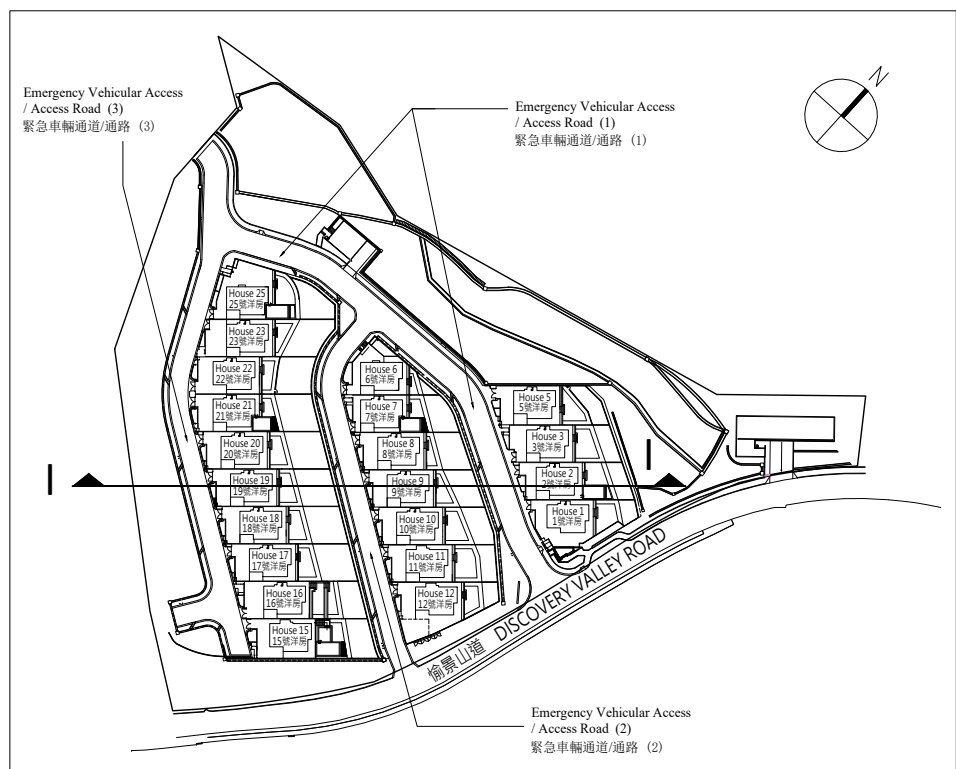 Emergency Vehicular Access
/ Access Road (3)
緊急車輛通道/通路 (3)
Emergency Vehicular Access
/ Access Road (1)
緊急車輛通道/通路 (1)
N
House 25
25號洋房
House 23
23號洋房
House 22
22號洋房
House 21
21號洋房
House 20
20號洋房
House 19
19號洋房
House 18
18號洋房
House 17
17號洋房
House 16
16號洋房
House 15
15號洋房
House 6
6號洋房
House 7
7號洋房
House 8
8號洋房
House 9
9號洋房
House 10
10號洋房
House 11
11號洋房
House 12
12號洋房
House 5
5號洋房
House 3
3號洋房
House 2
2號洋房
House 1
1號洋房
I
I
愉景山道 DISCOVERY VALLEY ROAD
Emergency Vehicular Access
/ Access Road (2)
緊急車輛通道/通路 (2)